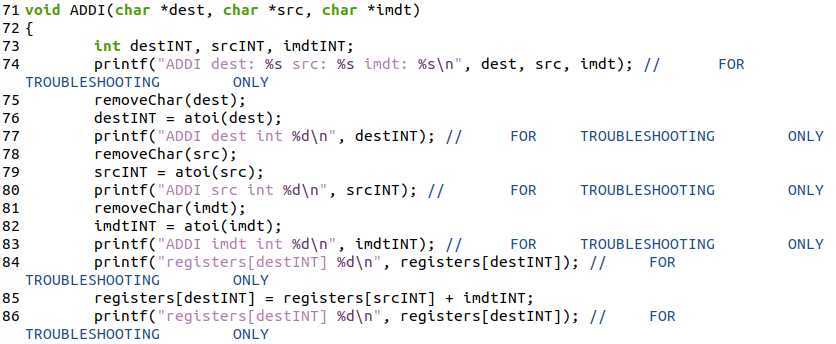 71 void ADDI(char *dest, char *src, char *imdt)
72 {
73         int destINT, srcINT, imdtINT;
74         printf("ADDI dest: %s src: %s imdt: %s\n", dest, src, imdt); //       FOR
TROUBLESHOOTING        ONLY
75         removeChar(dest);
76         destINT = atoi(dest);
77         printf("ADDI dest int %d\n", destINT); //      FOR     TROUBLESHOOTING        ONLY
78         removeChar(src);
79         srcINT = atoi(src);
80         printf("ADDI src int %d\n", srcINT); //        FOR     TROUBLESHOOTING        ONLY
81         removeChar(imdt);
82         imdtINT = atoi(imdt);
83         printf("ADDI imdt int %d\n", imdtINT); //      FOR     TROUBLESHOOTING        ONLY
84         printf("registers[destINT] %d\n", registers[destINT]); //     FOR
TROUBLESHOOTING        ONLY
85         registers[destINT] = registers[srcINT] + imdtINT;
86         printf("registers[destINT] %d\n", registers[destINT]); //     FOR
TROUBLESHOOTING        ONLY